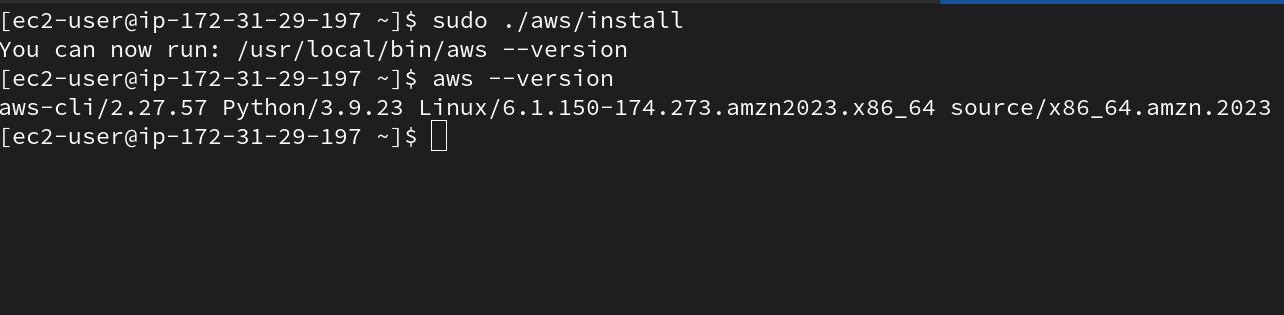 [ec2-user@ip-172-31-29-197 ~]$ sudo ./aws/install
You can now run: /usr/local/bin/aws --version
[ec2-user@ip-172-31-29-197 ~]$ aws --version
aws-cli/2.27.57 Python/3.9.23 Linux/6.1.150-174.273.amzn2023.x86_64 source/x86_64.amzn.2023
[ec2-user@ip-172-31-29-197 ~]$